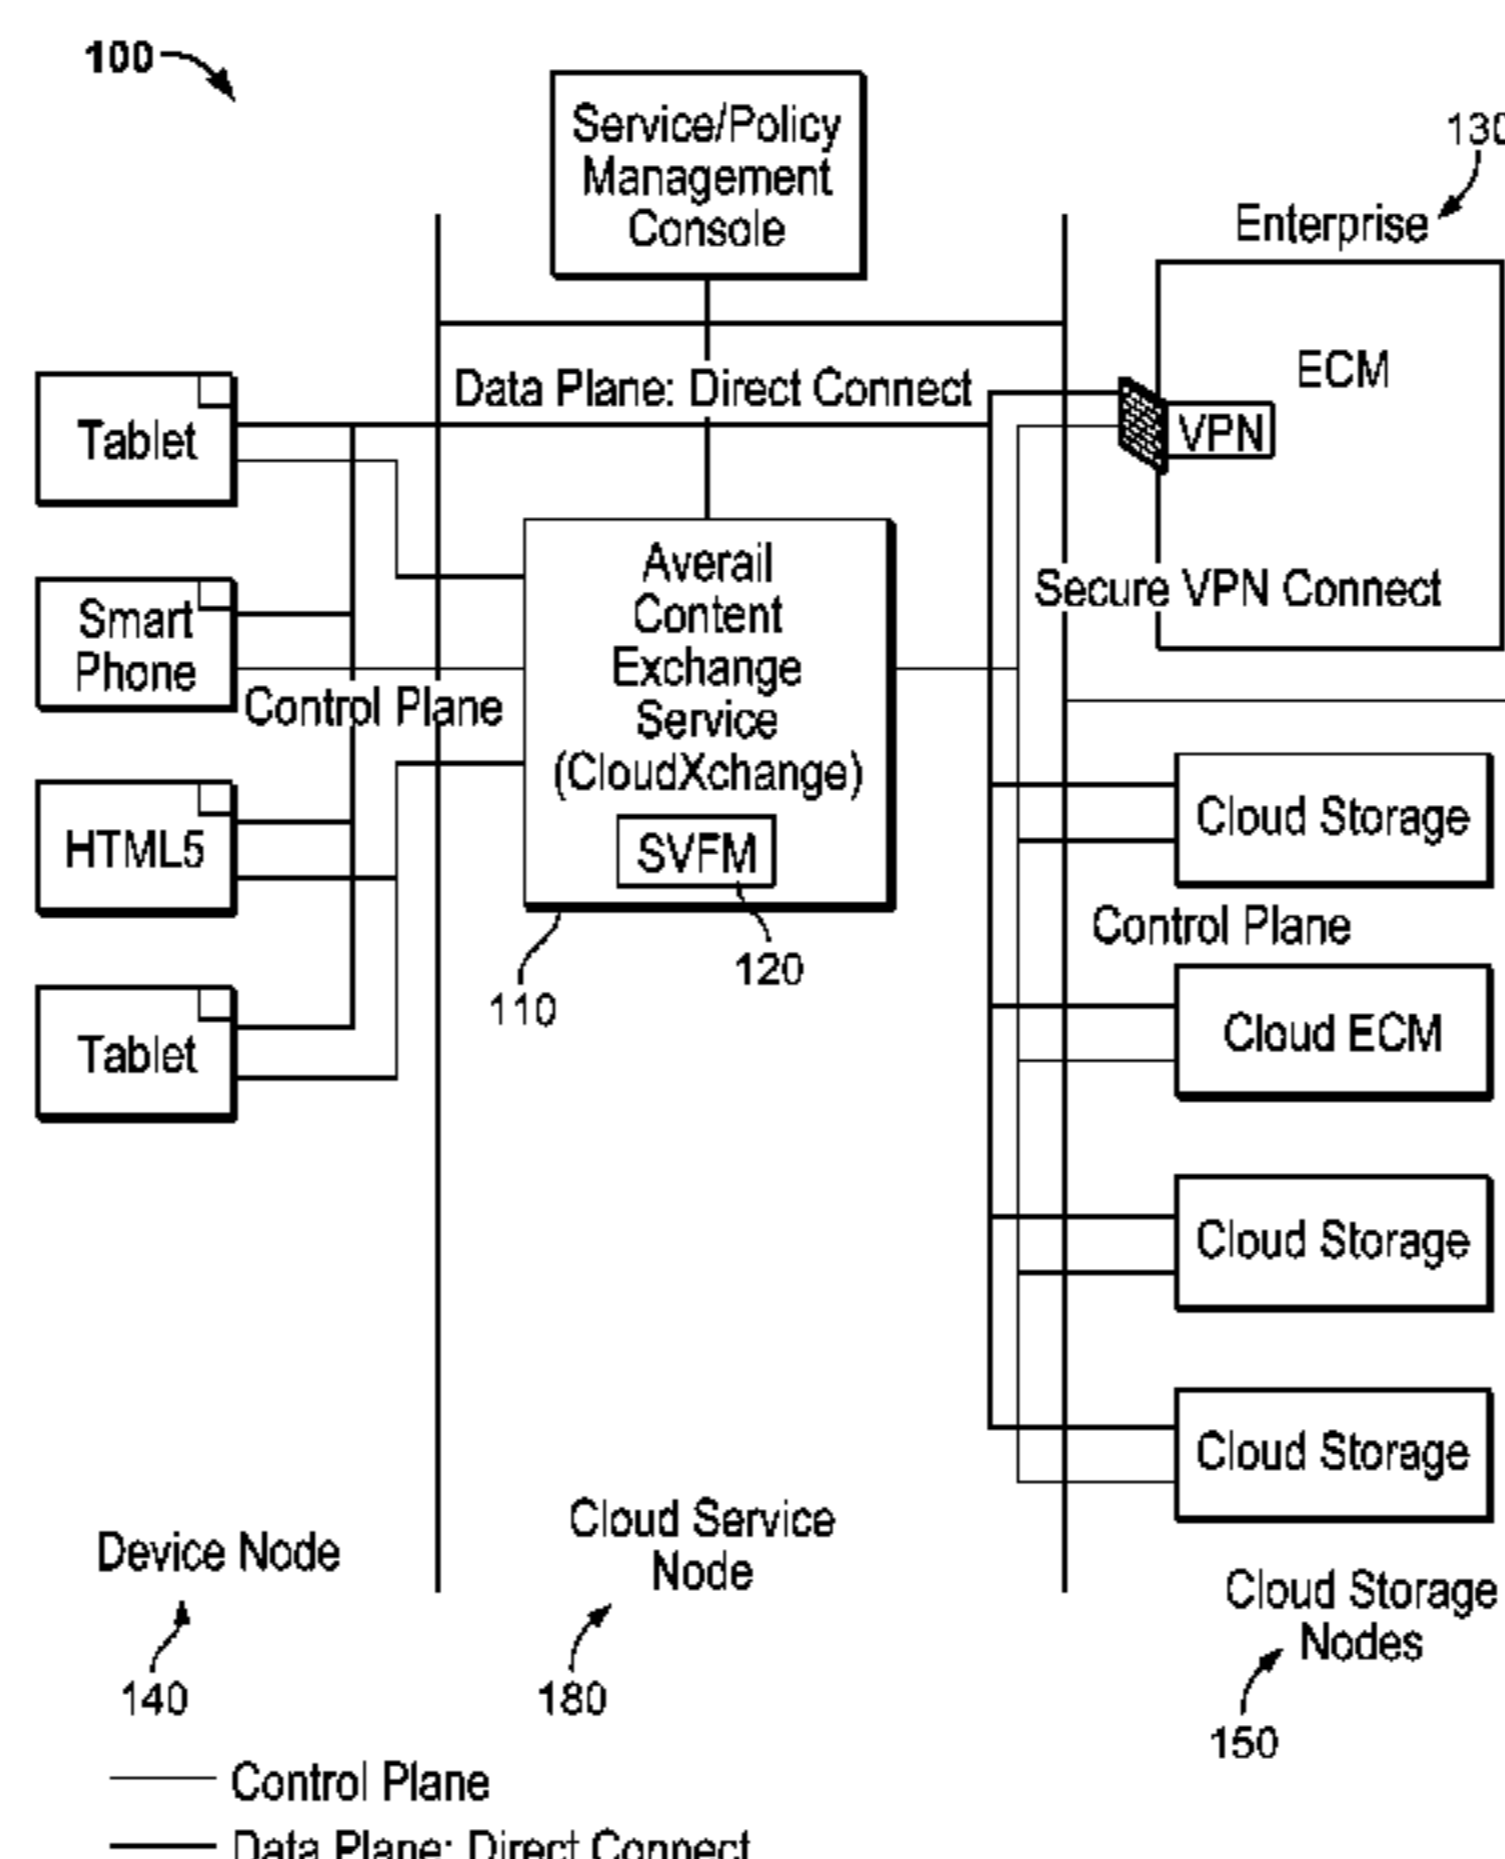 100
Service/Policy
Management
Console
130
Enterprise
ECM
Data Plane: Direct Connect
Tablet
VPN
Averail
Content
Exchange
Service
(CloudXchange)
Secure VPN Connect
Smart
Phone
Control Plane
Cloud Storage
HTML5
SVFM
Control Plane
120
110
Cloud ECM
Tablet
Cloud Storage
Cloud Storage
Device Node
Cloud Service
Node
Cloud Storage
Nodes
140
180
150
Control Plane
Data Plane: Direct Connect